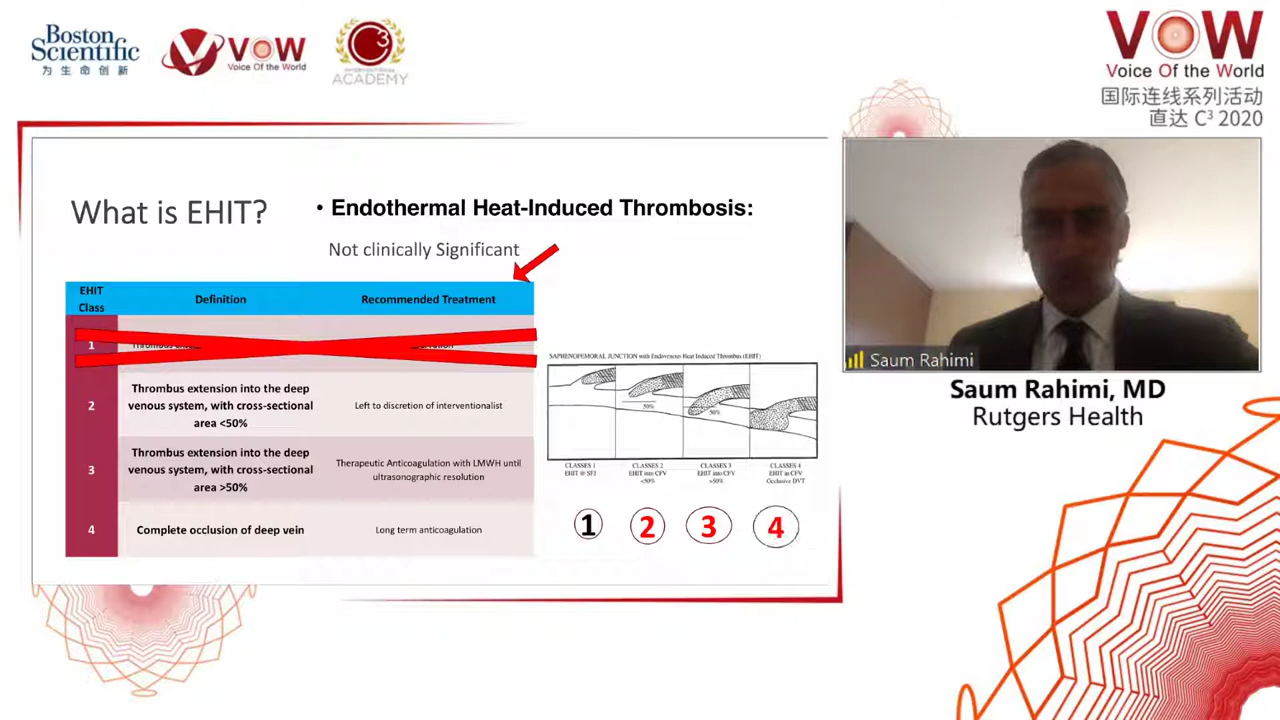 Boston
Scientific
为生命创新
VOW
Voice Of the World
C3
ACADEMY
VOW
Voice Of the World
国际连线系列活动
直达 C³ 2020
What is EHIT?
• Endothermal Heat-Induced Thrombosis:
Not clinically Significant
EHIT
Class
Definition
Recommended Treatment
1
2
Thrombus extension into the deep
venous system, with cross-sectional
area <50%
Left to discretion of interventionalist
3
Thrombus extension into the deep
venous system, with cross-sectional
area >50%
Therapeutic Anticoagulation with LMWH until
ultrasonographic resolution
4
Complete occlusion of deep vein
Long term anticoagulation
SAPHENOFEMORAL JUNCTION with Endovenous Heat Induced Thrombus (EHIT)
50%
50%
CLASSES 1
EHIT @ SFJ
CLASSES 2
EHIT into CFV
<50%
CLASSES 3
EHIT into CFV
>50%
CLASSES 4
EHIT in CFV
Occlusive DVT
1 2 3 4
Saum Rahimi
Saum Rahimi, MD
Rutgers Health